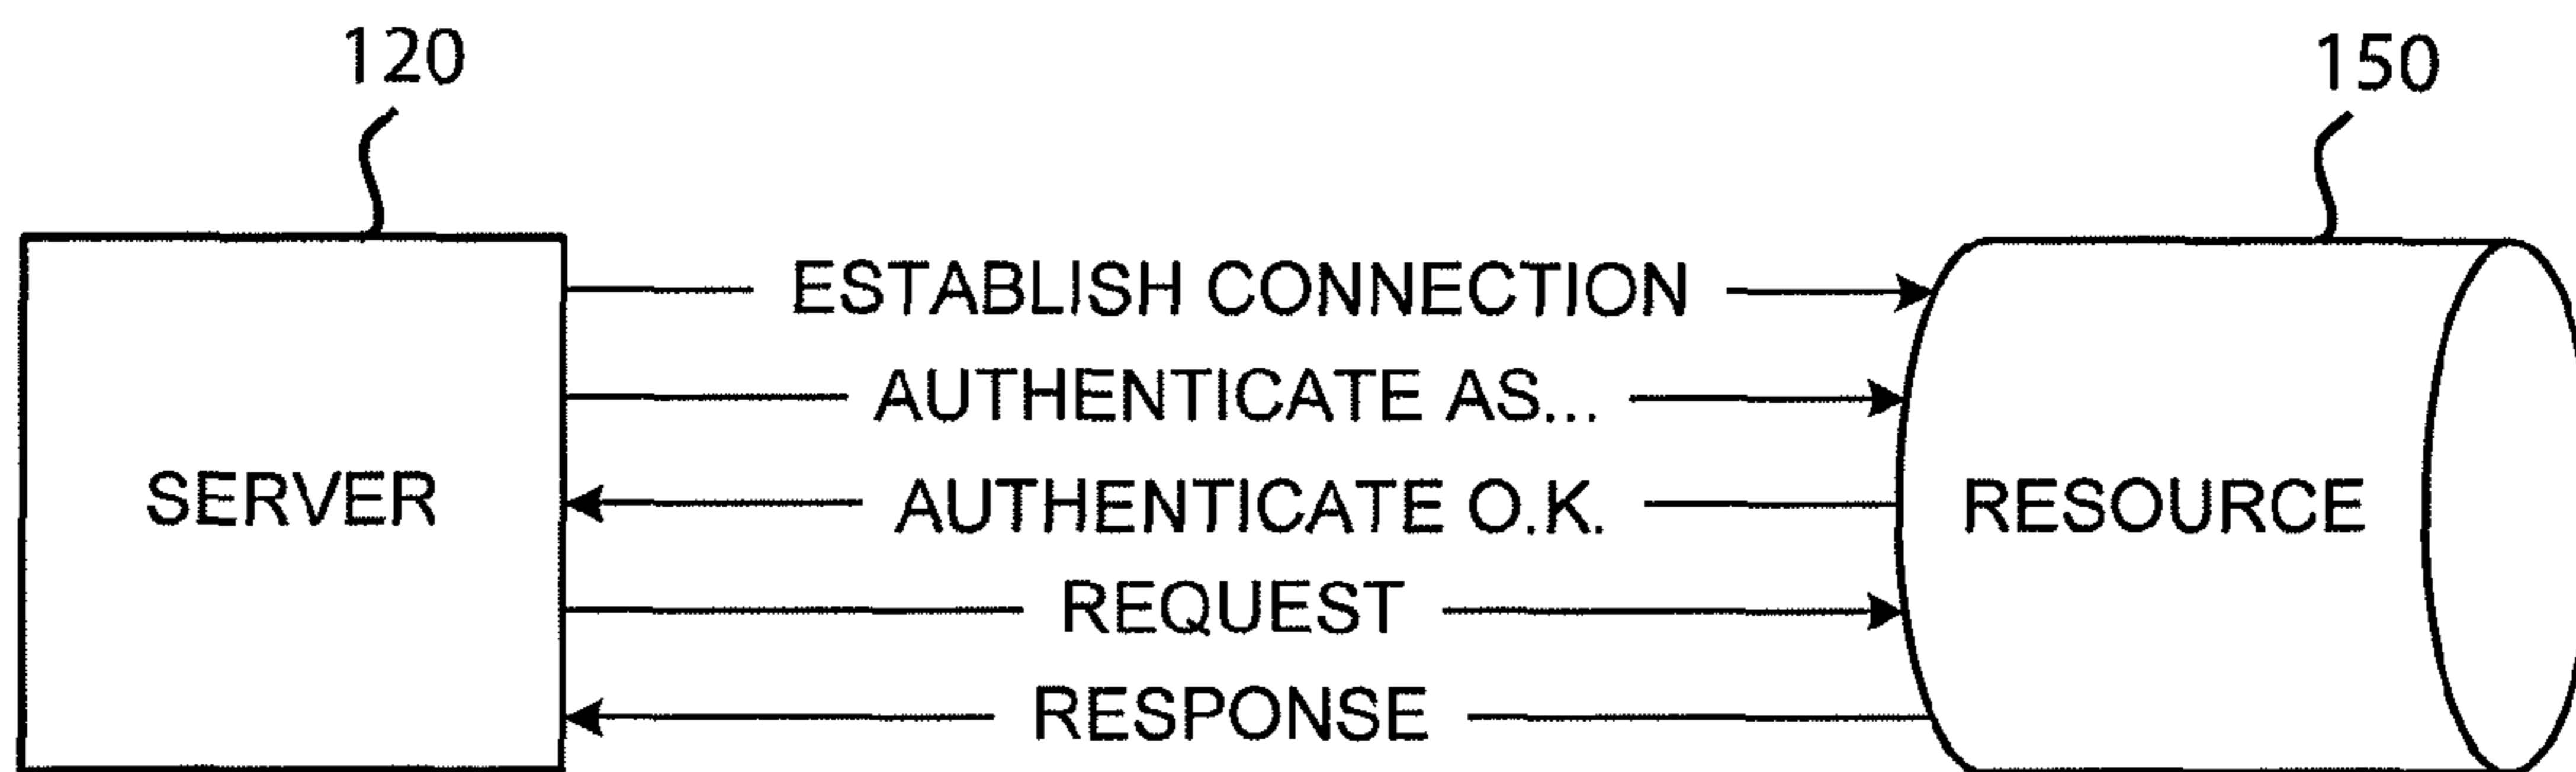 120
150
ESTABLISH CONNECTION
AUTHENTICATE AS...
SERVER
AUTHENTICATE O.K.
RESOURCE
REQUEST
RESPONSE